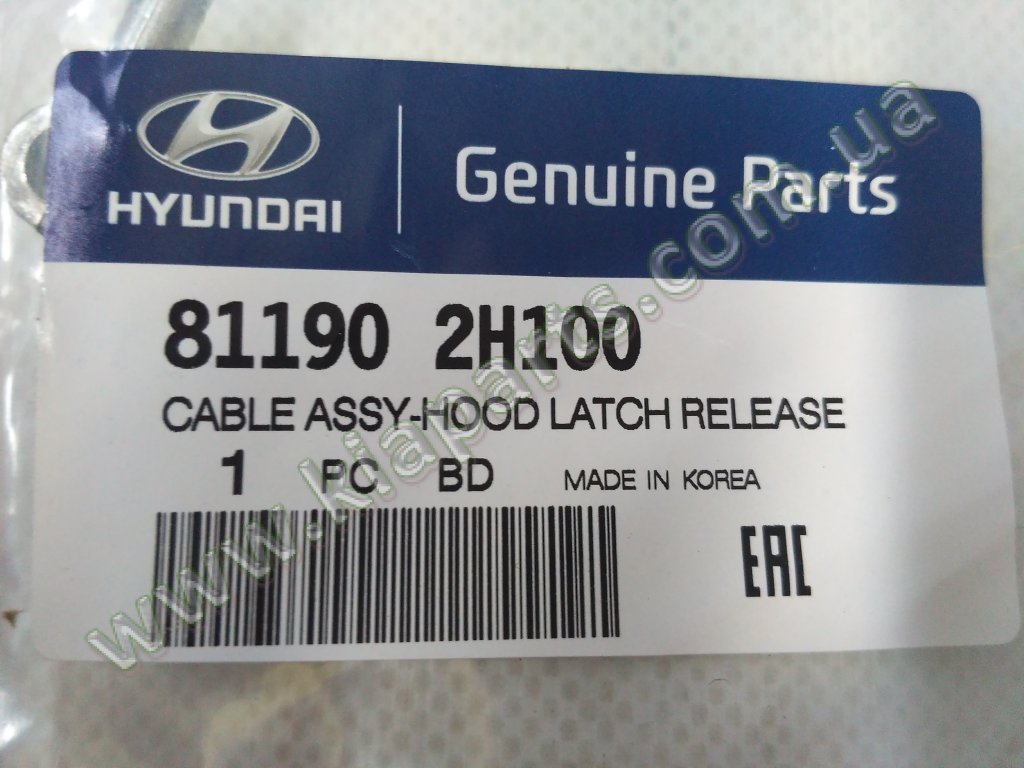 HYUNDAI
Genuine Parts
81190 2H100
CABLE ASSY-HOOD LATCH RELEASE
1 PC BD MADE IN KOREA
EAC
www.kiaparts.com.ua